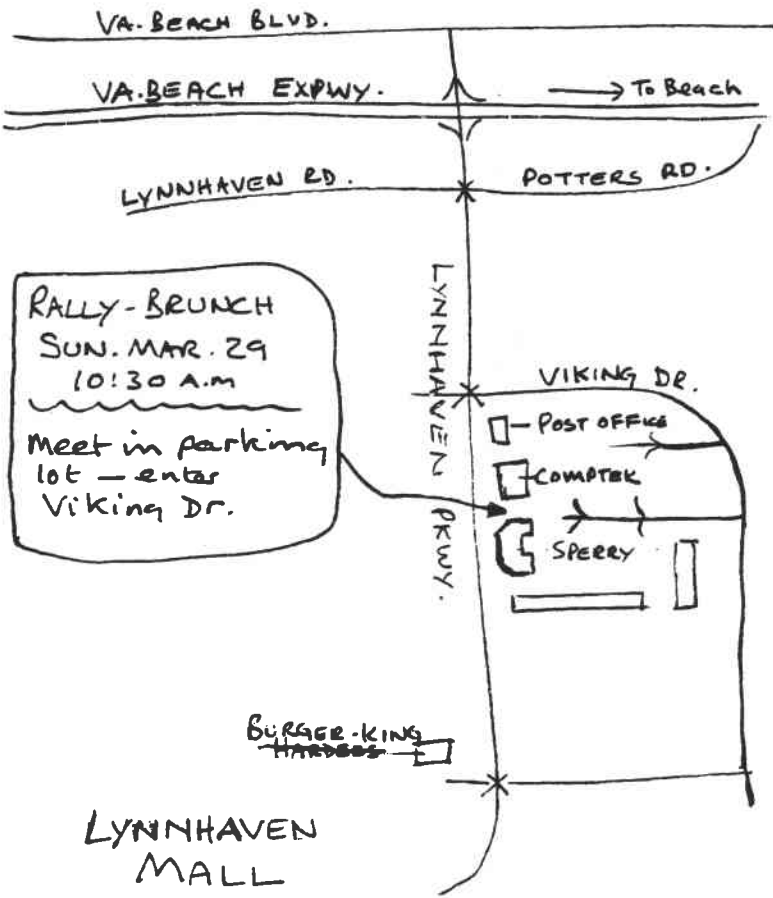 VA. BEACH BLVD.
VA. BEACH EXPWY.
To Beach
LYNNHAVEN RD.
POTTERS RD.
RALLY-BRUNCH
SUN. MAR. 29
10:30 A.m
Meet in parking
lot — enter
Viking Dr.
LYNNHAVEN PKWY.
VIKING DR.
POST OFFICE
COMPTEK
SPERRY
BURGER-KING
HARDEES
LYNNHAVEN
MALL